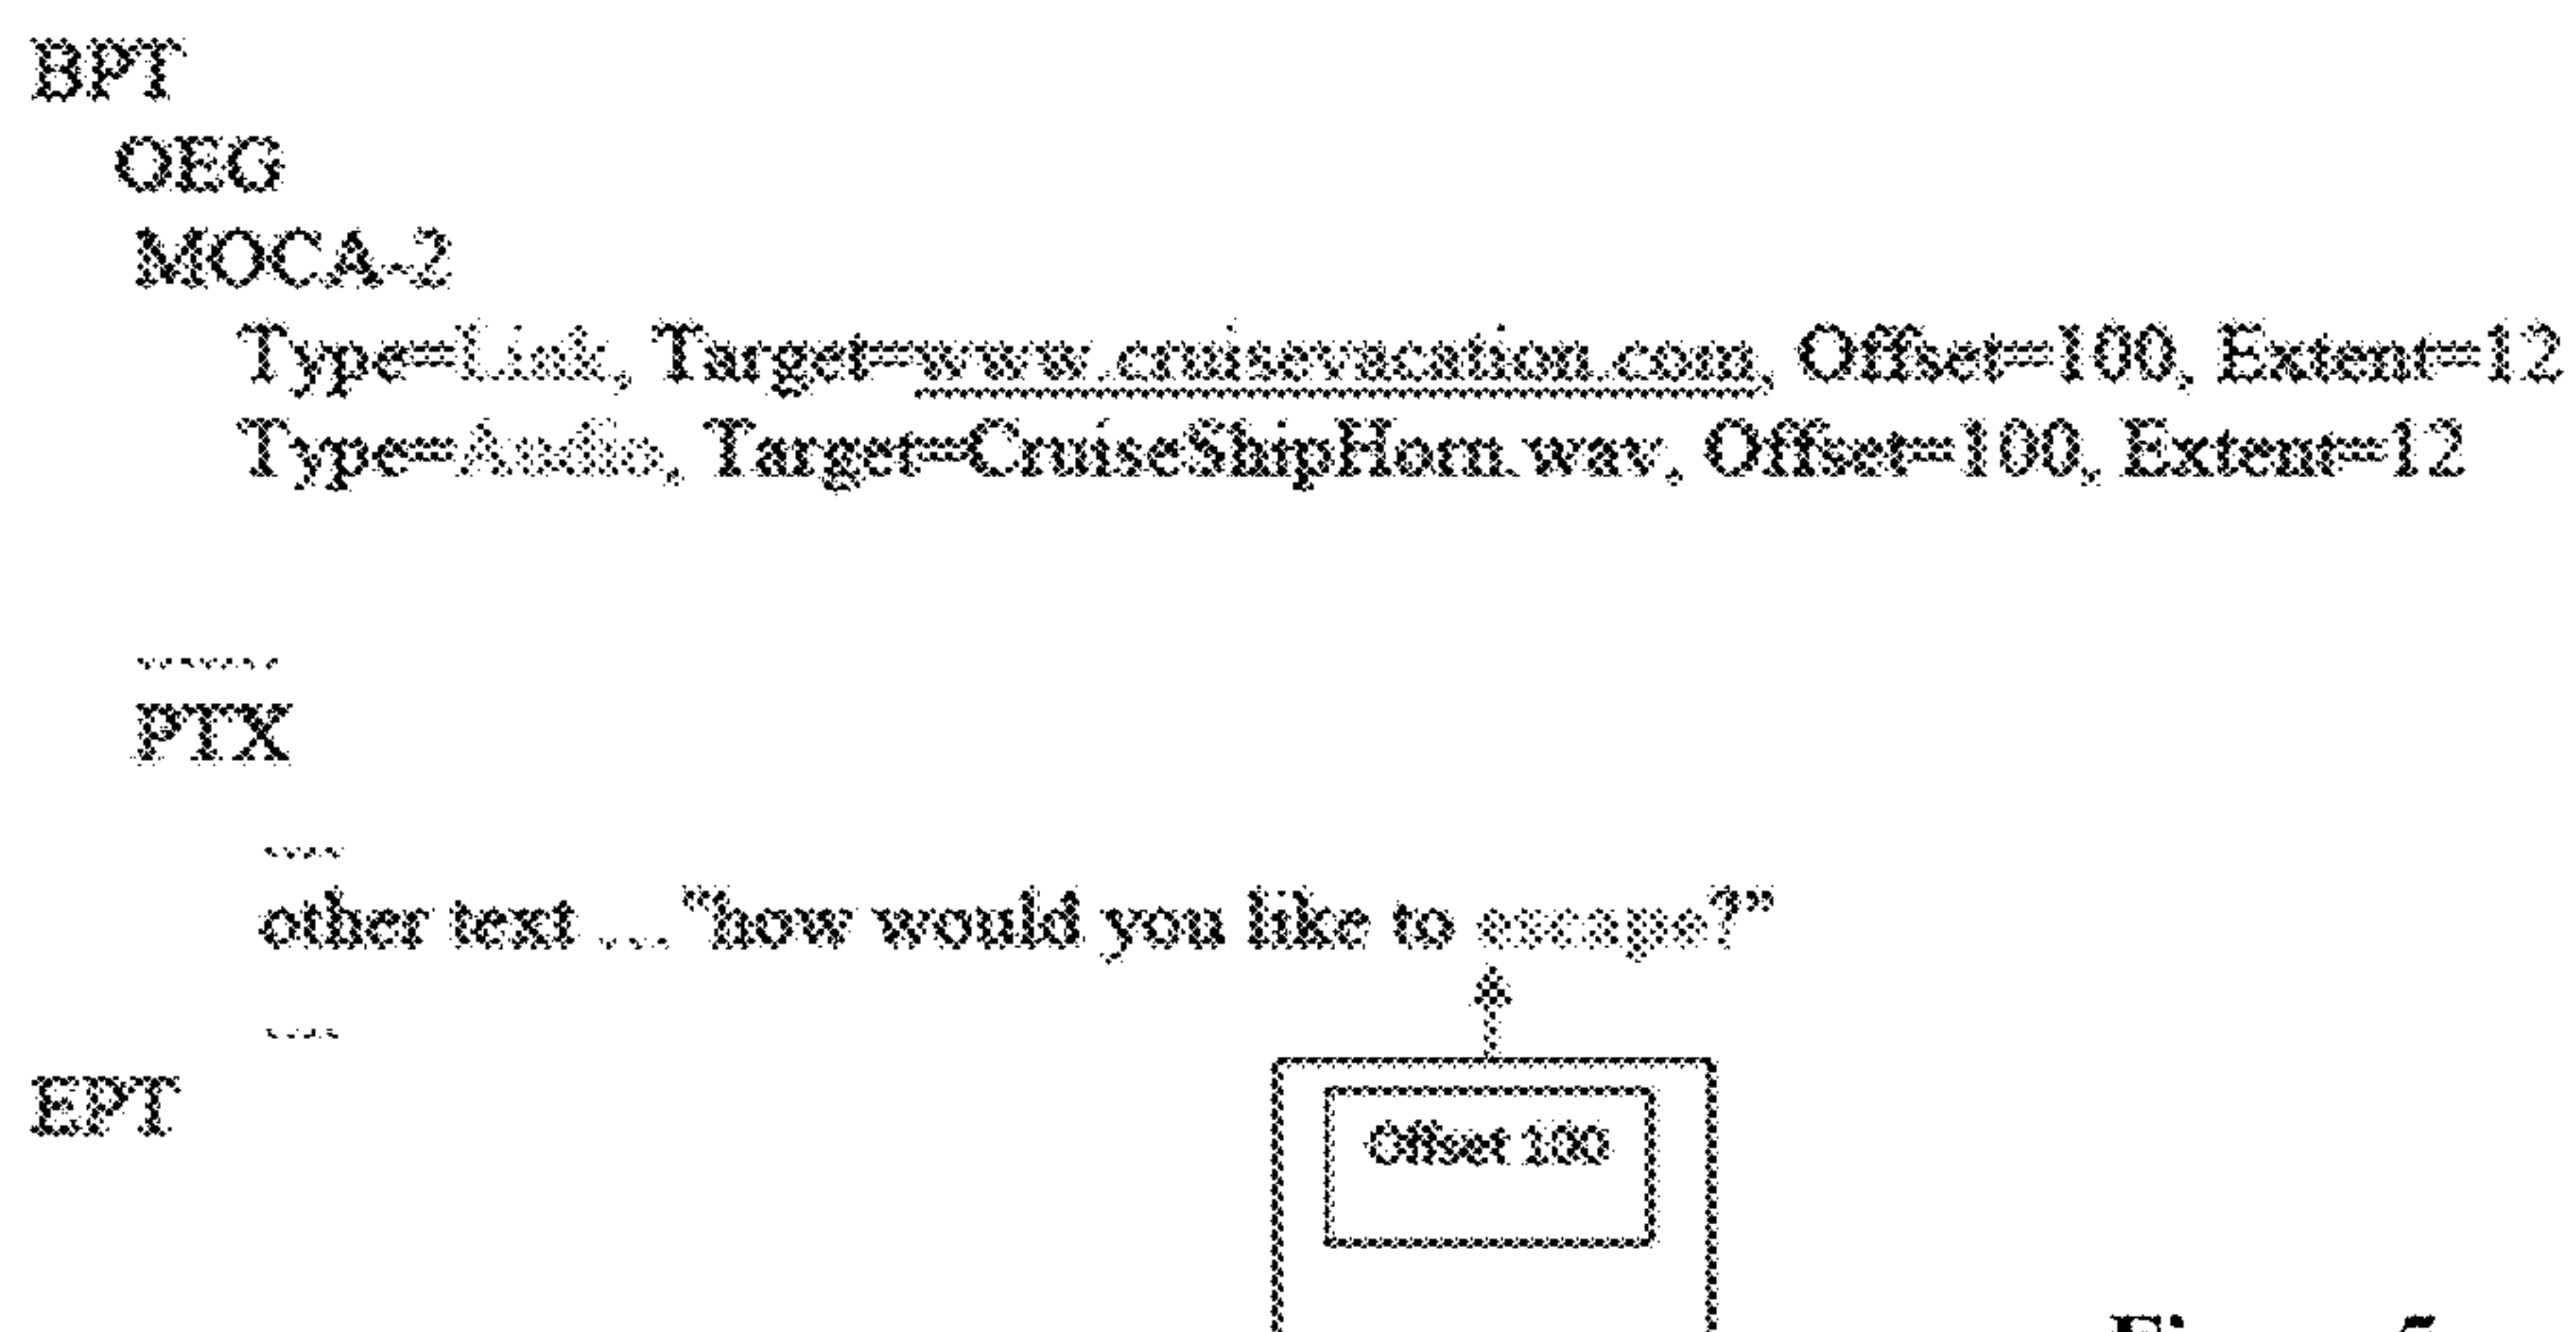 BPT
OEG
MOCA-2
Type=Link, Target=www.cruisevacation.com, Offset=100, Extent=12
Type=Audio, Target=CruiseShipHorn.wav, Offset=100, Extent=12
.......
PTX
....
other text ... "how would you like to escape?"
....
EPT
Offset 100